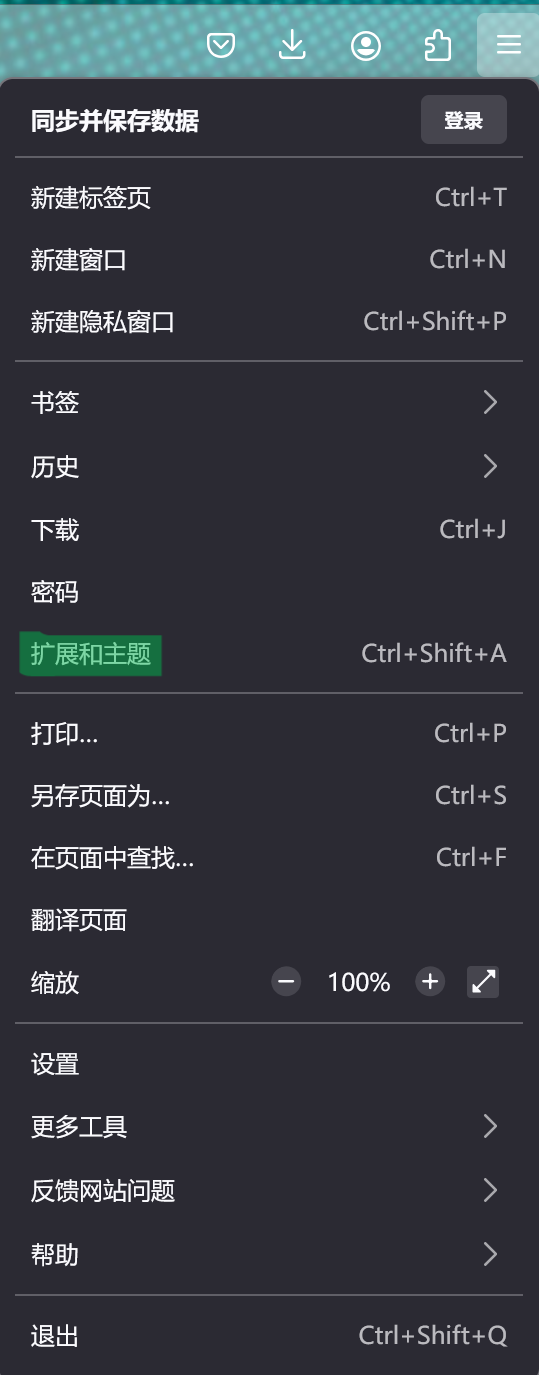 同步并保存数据 登录
新建标签页 Ctrl+T
新建窗口 Ctrl+N
新建隐私窗口 Ctrl+Shift+P
书签
历史
下载 Ctrl+J
密码
扩展和主题 Ctrl+Shift+A
打印... Ctrl+P
另存页面为... Ctrl+S
在页面中查找... Ctrl+F
翻译页面
缩放 − 100% +
设置
更多工具
反馈网站问题
帮助
退出 Ctrl+Shift+Q